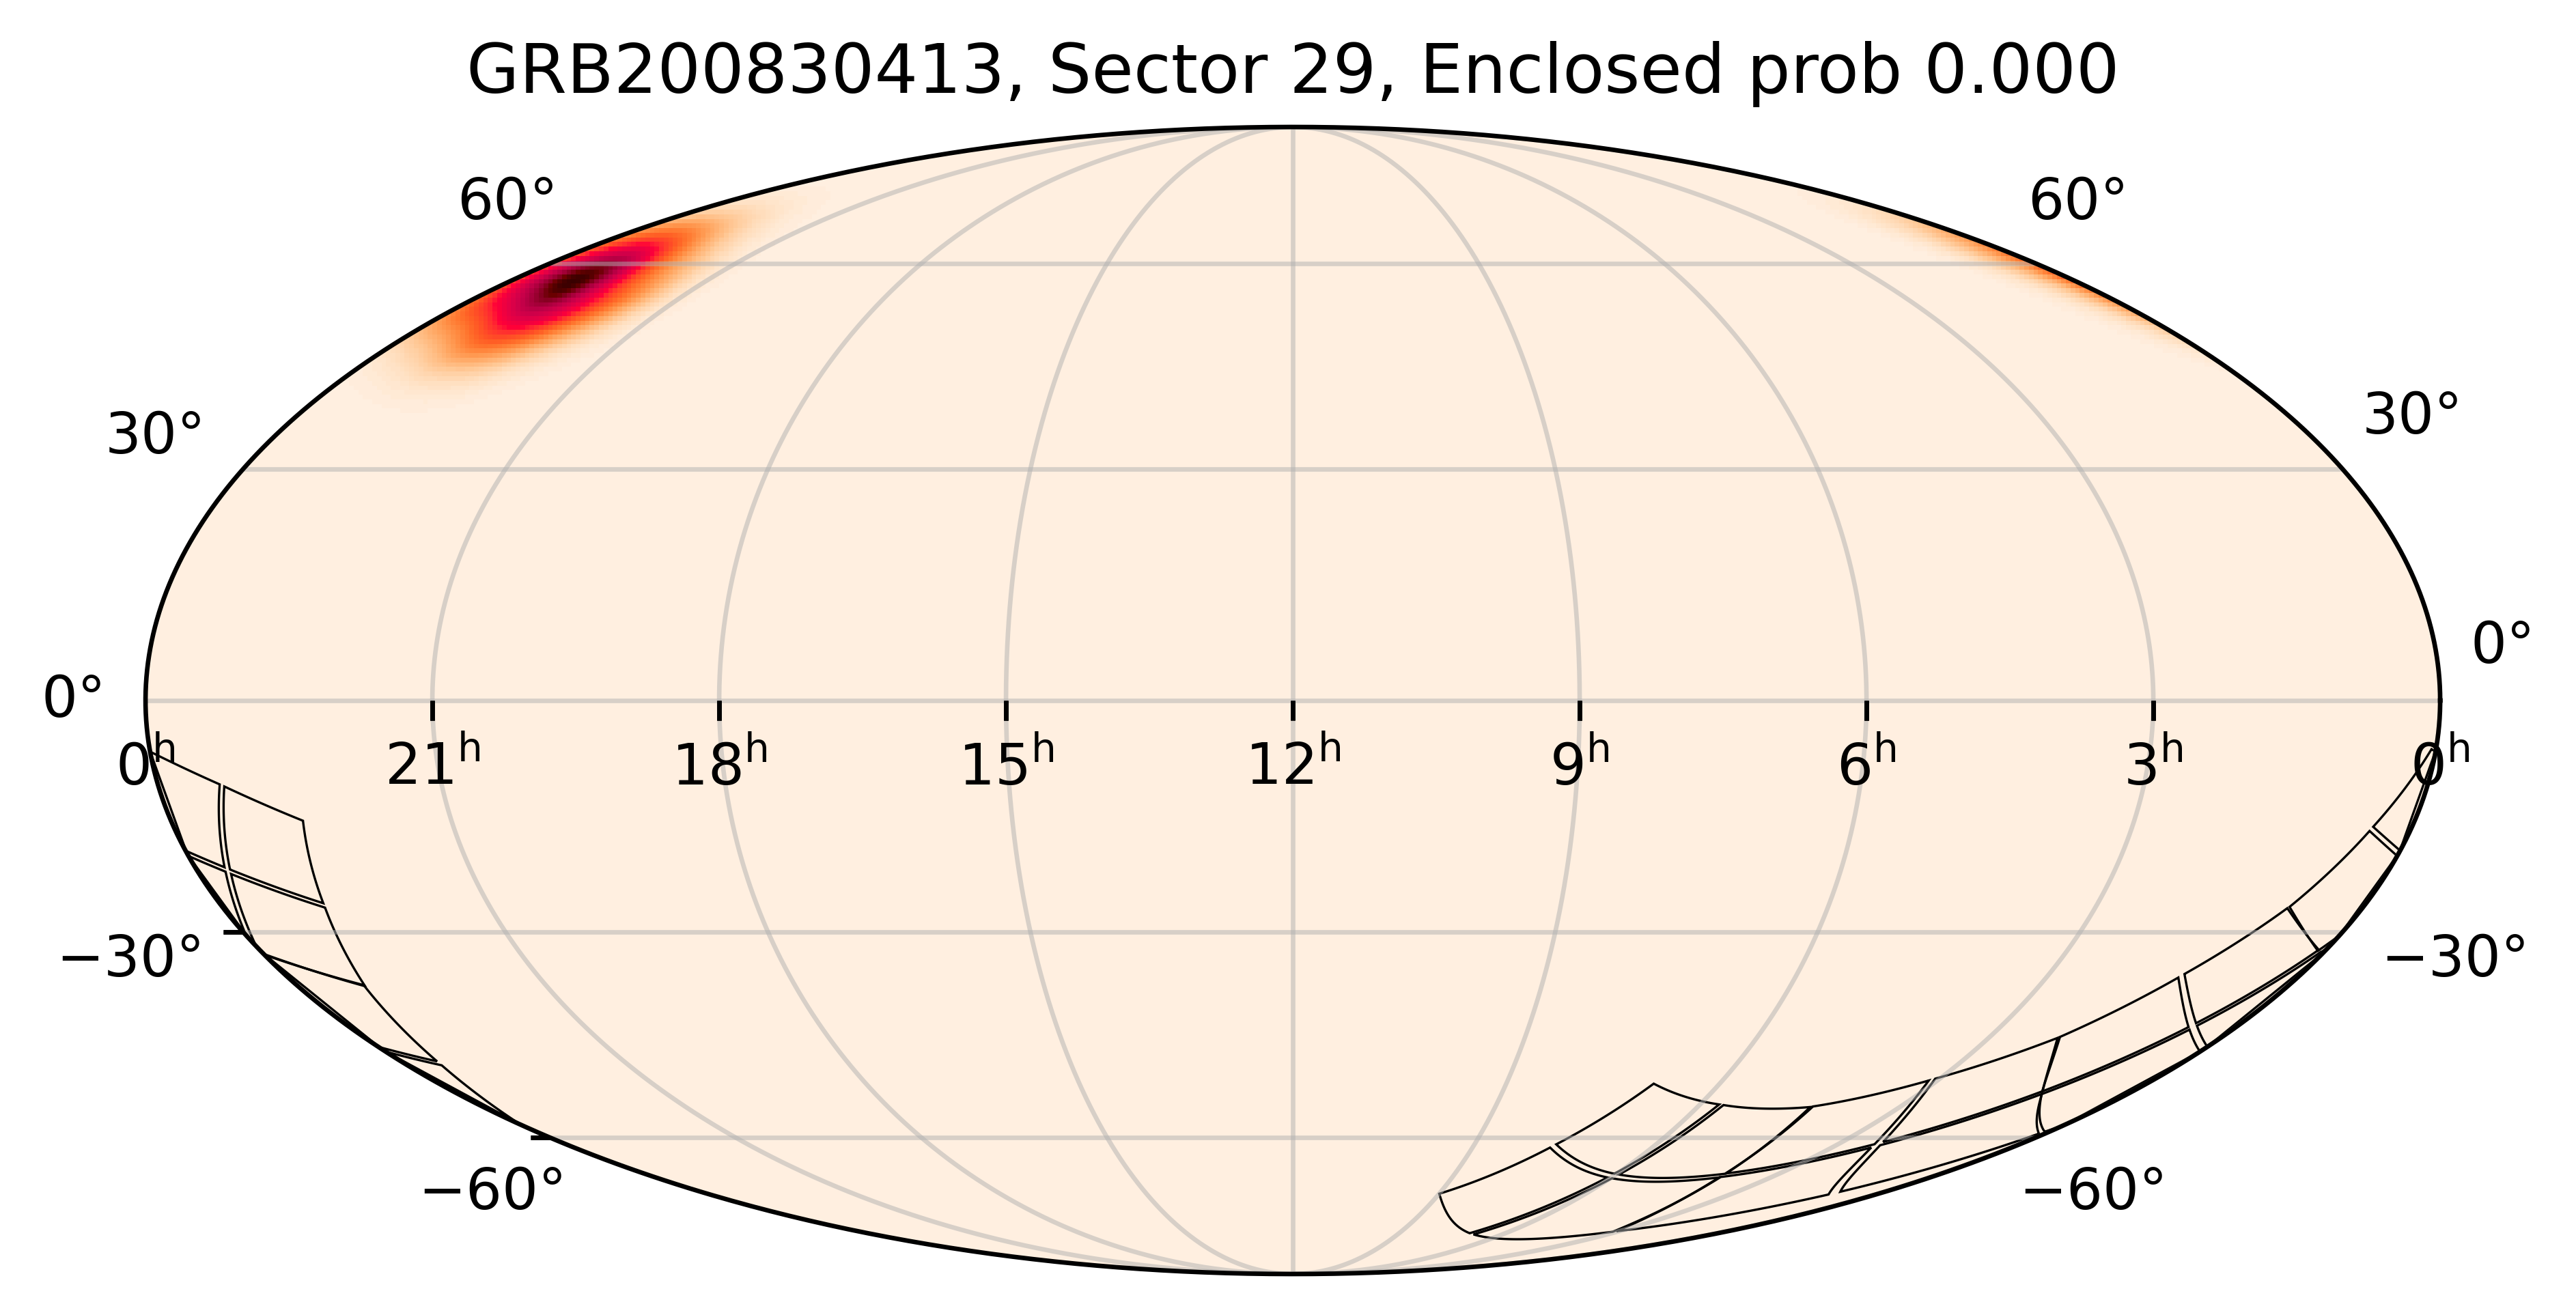 GRB200830413, Sector 29, Enclosed prob 0.000
60° 60°
30° 30°
0° 0°
0ʰ 21ʰ 18ʰ 15ʰ 12ʰ 9ʰ 6ʰ 3ʰ 0ʰ
−30° −30°
−60° −60°